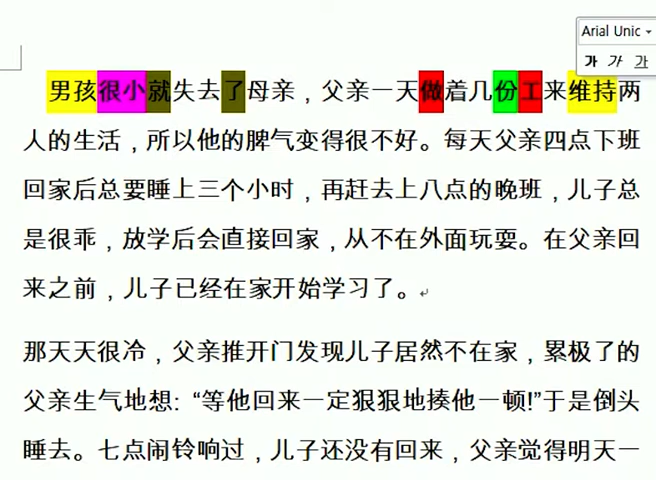 Arial Unic
가 가 가
男孩很小就失去了母亲，父亲一天做着几份工来维持两
人的生活，所以他的脾气变得很不好。每天父亲四点下班
回家后总要睡上三个小时，再赶去上八点的晚班，儿子总
是很乖，放学后会直接回家，从不在外面玩耍。在父亲回
来之前，儿子已经在家开始学习了。
那天天很冷，父亲推开门发现儿子居然不在家，累极了的
父亲生气地想: “等他回来一定狠狠地揍他一顿!”于是倒头
睡去。七点闹铃响过，儿子还没有回来，父亲觉得明天一